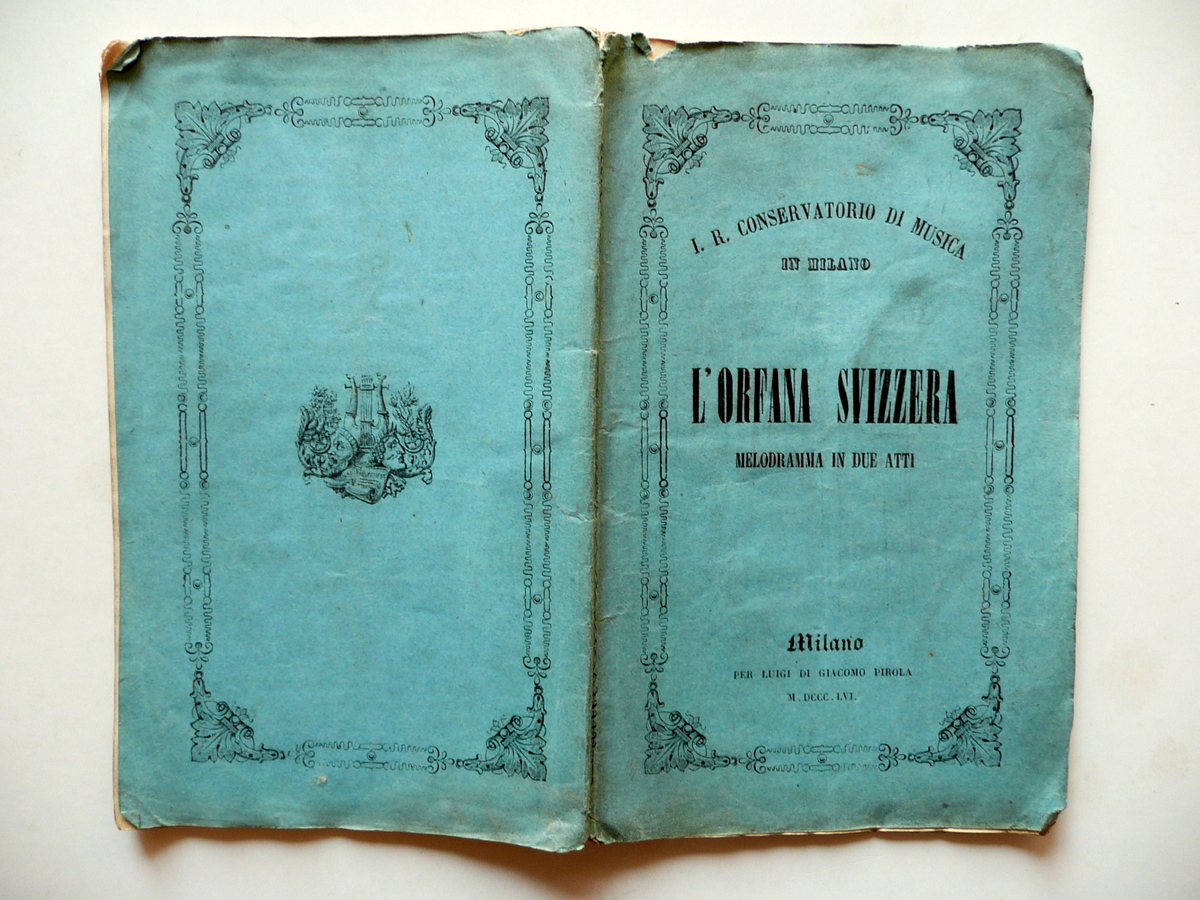 I. R. CONSERVATORIO DI MUSICA
IN MILANO
L'ORFANA SVIZZERA
MELODRAMMA IN DUE ATTI
Milano
PER LUIGI DI GIACOMO PIROLA
M. DCCC. LVI.